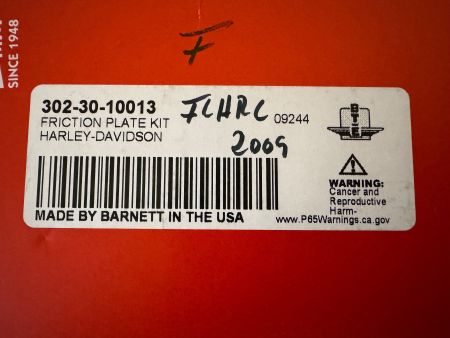 SINCE 1948
F
302-30-10013
FLHRC
09244
FRICTION PLATE KIT
HARLEY-DAVIDSON
2009
MADE BY BARNETT IN THE USA
WARNING:
Cancer and
Reproductive
Harm-
www.P65Warnings.ca.gov